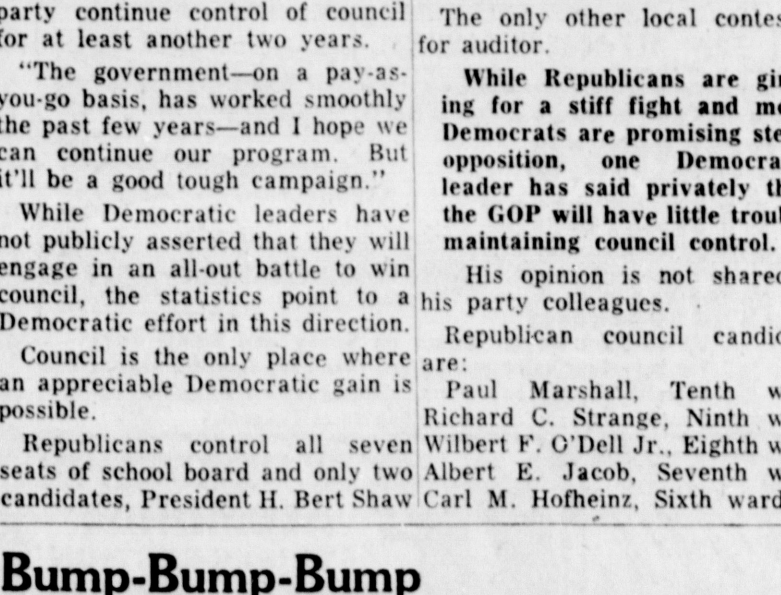 party continue control of council
for at least another two years.
"The government—on a pay-as-
you-go basis, has worked smoothly
the past few years—and I hope we
can continue our program. But
it'll be a good tough campaign."
While Democratic leaders have
not publicly asserted that they will
engage in an all-out battle to win
council, the statistics point to a
Democratic effort in this direction.
Council is the only place where
an appreciable Democratic gain is
possible.
Republicans control all seven
seats of school board and only two
candidates, President H. Bert Shaw
The only other local contes
for auditor.
While Republicans are gir
ing for a stiff fight and m
Democrats are promising ste
opposition, one Democra
leader has said privately th
the GOP will have little troub
maintaining council control.
His opinion is not shared
his party colleagues.
Republican council candid
are:
Paul Marshall, Tenth w
Richard C. Strange, Ninth w
Wilbert F. O'Dell Jr., Eighth w
Albert E. Jacob, Seventh w
Carl M. Hofheinz, Sixth ward
Bump-Bump-Bump